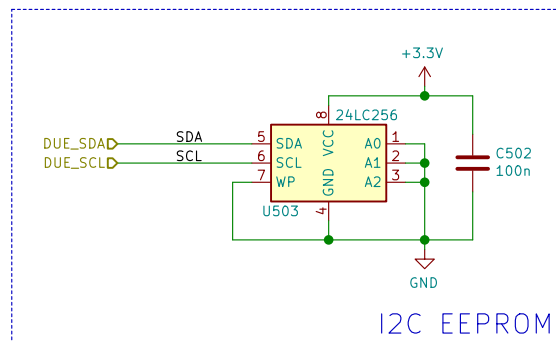 +3.3V
24LC256
8
VCC
DUE_SDA
SDA
5
SDA
A0
1
DUE_SCL
SCL
6
SCL
A1
2
C502
7
WP
A2
3
100n
GND
U503
4
GND
I2C EEPROM